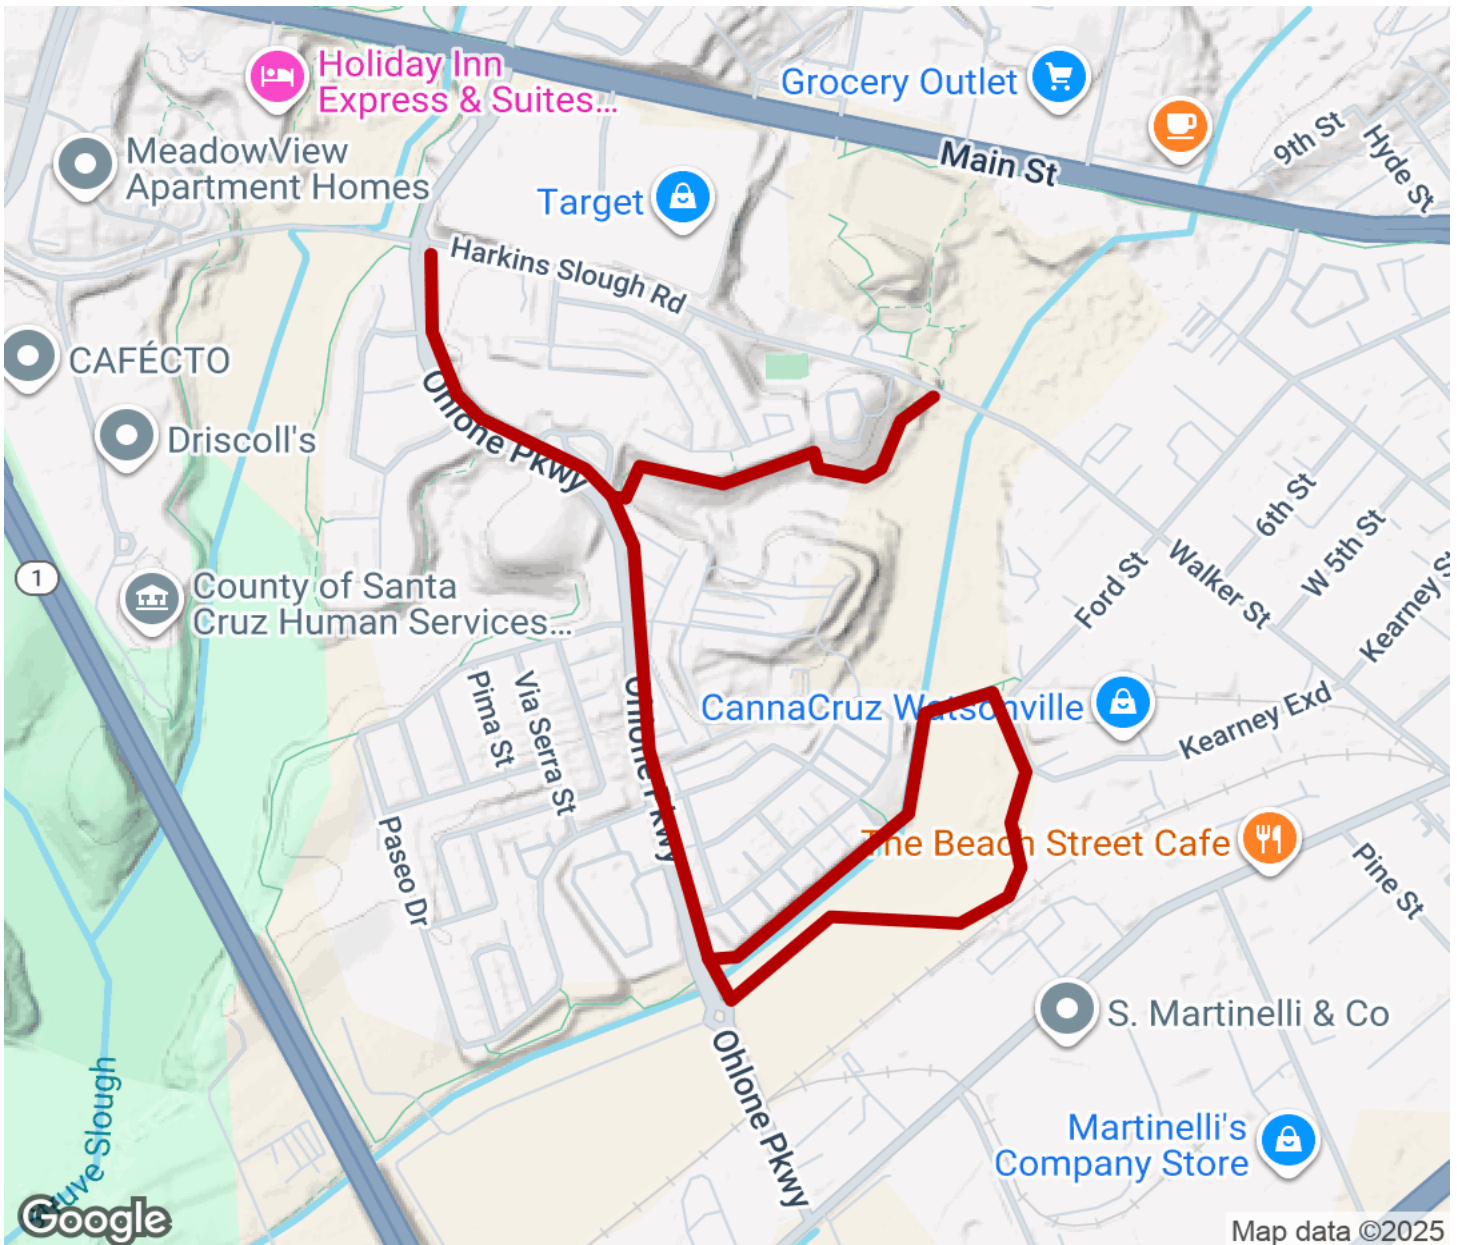 Holiday Inn
Express & Suites...
Grocery Outlet
9th St
Hyde St
MeadowView
Apartment Homes
Main St
Target
Harkins Slough Rd
CAFÉCTO
Ohlone Pkwy
Driscoll's
6th St
W 5th St
1
County of Santa
Cruz Human Services...
Ford St
Walker St
Kearney St
Pima St
Via Serra St
Ohlone Pkwy
CannaCruz Watsonville
Kearney Exd
Paseo Dr
The Beach Street Cafe
Pine St
S. Martinelli & Co
Ohlone Pkwy
Slough
Martinelli's
Company Store
Google
Map data ©2025